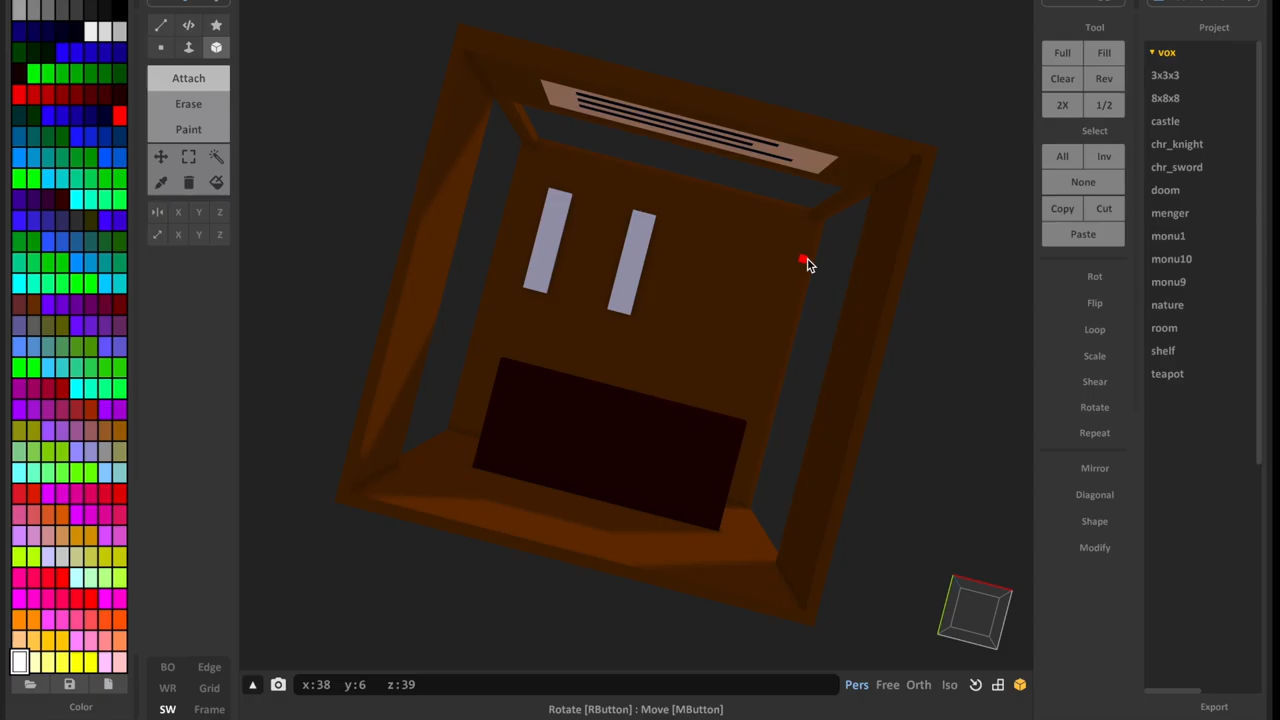 Tool
Project
Full Fill
vox
Attach
Clear Rev
3x3x3
Erase
2X 1/2
8x8x8
castle
Paint
Select
chr_knight
All Inv
chr_sword
None
doom
Copy Cut
menger
X Y Z
Paste
monu1
X Y Z
monu10
Rot
monu9
Flip
nature
Loop
room
Scale
shelf
Shear
teapot
Rotate
Repeat
Mirror
Diagonal
Shape
Modify
BO Edge
WR Grid
x:38 y:6 z:39
Pers Free Orth Iso
Color
SW Frame
Rotate [RButton] : Move [MButton]
Export